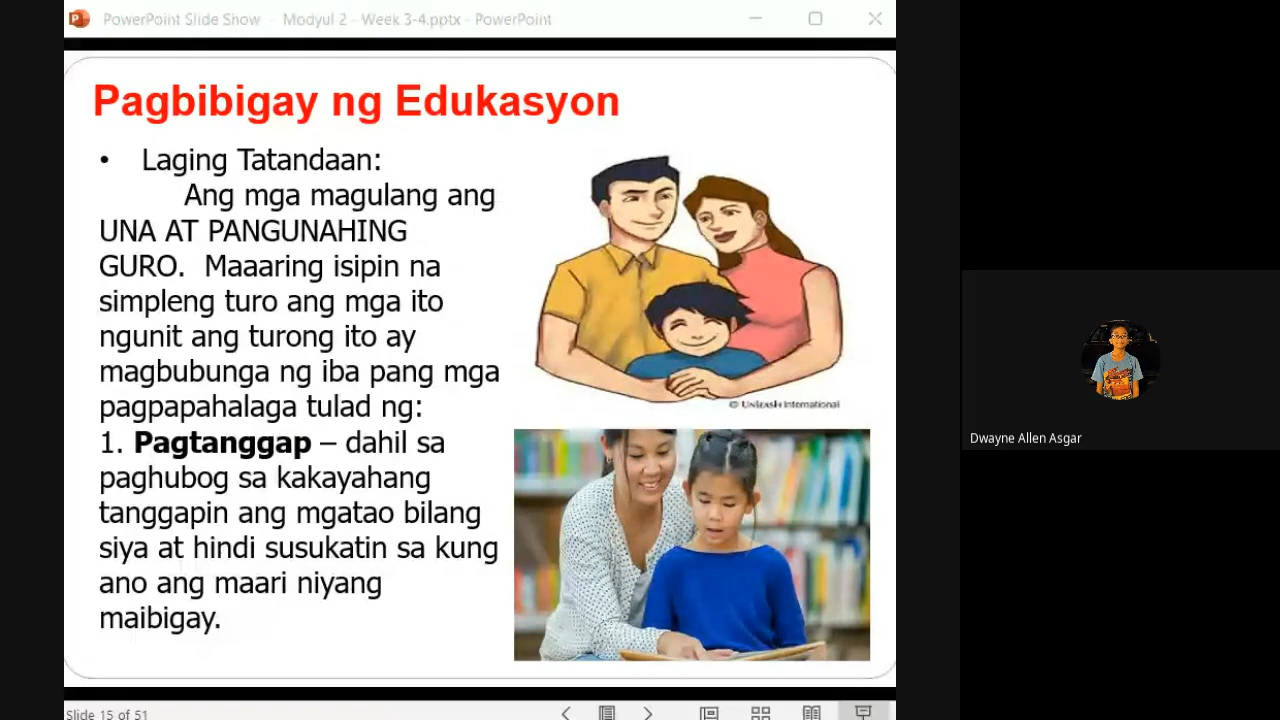 PowerPoint Slide Show - Modyul 2 - Week 3-4.pptx - PowerPoint
Pagbibigay ng Edukasyon
• Laging Tatandaan:
Ang mga magulang ang
UNA AT PANGUNAHING
GURO. Maaaring isipin na
simpleng turo ang mga ito
ngunit ang turong ito ay
magbubunga ng iba pang mga
pagpapahalaga tulad ng:
1. Pagtanggap – dahil sa
paghubog sa kakayahang
tanggapin ang mgatao bilang
siya at hindi susukatin sa kung
ano ang maari niyang
maibigay.
© Unleash International
Dwayne Allen Asgar
Slide 15 of 51